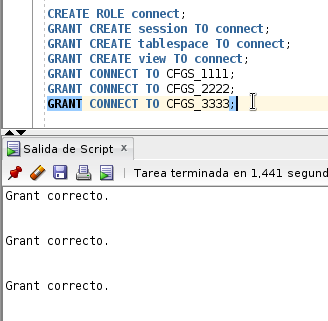 CREATE ROLE connect;
GRANT CREATE session TO connect;
GRANT CREATE tablespace TO connect;
GRANT CREATE view TO connect;
GRANT CONNECT TO CFGS_1111;
GRANT CONNECT TO CFGS_2222;
GRANT CONNECT TO CFGS_3333;
Salida de Script x
Tarea terminada en 1,441 segund
Grant correcto.
Grant correcto.
Grant correcto.